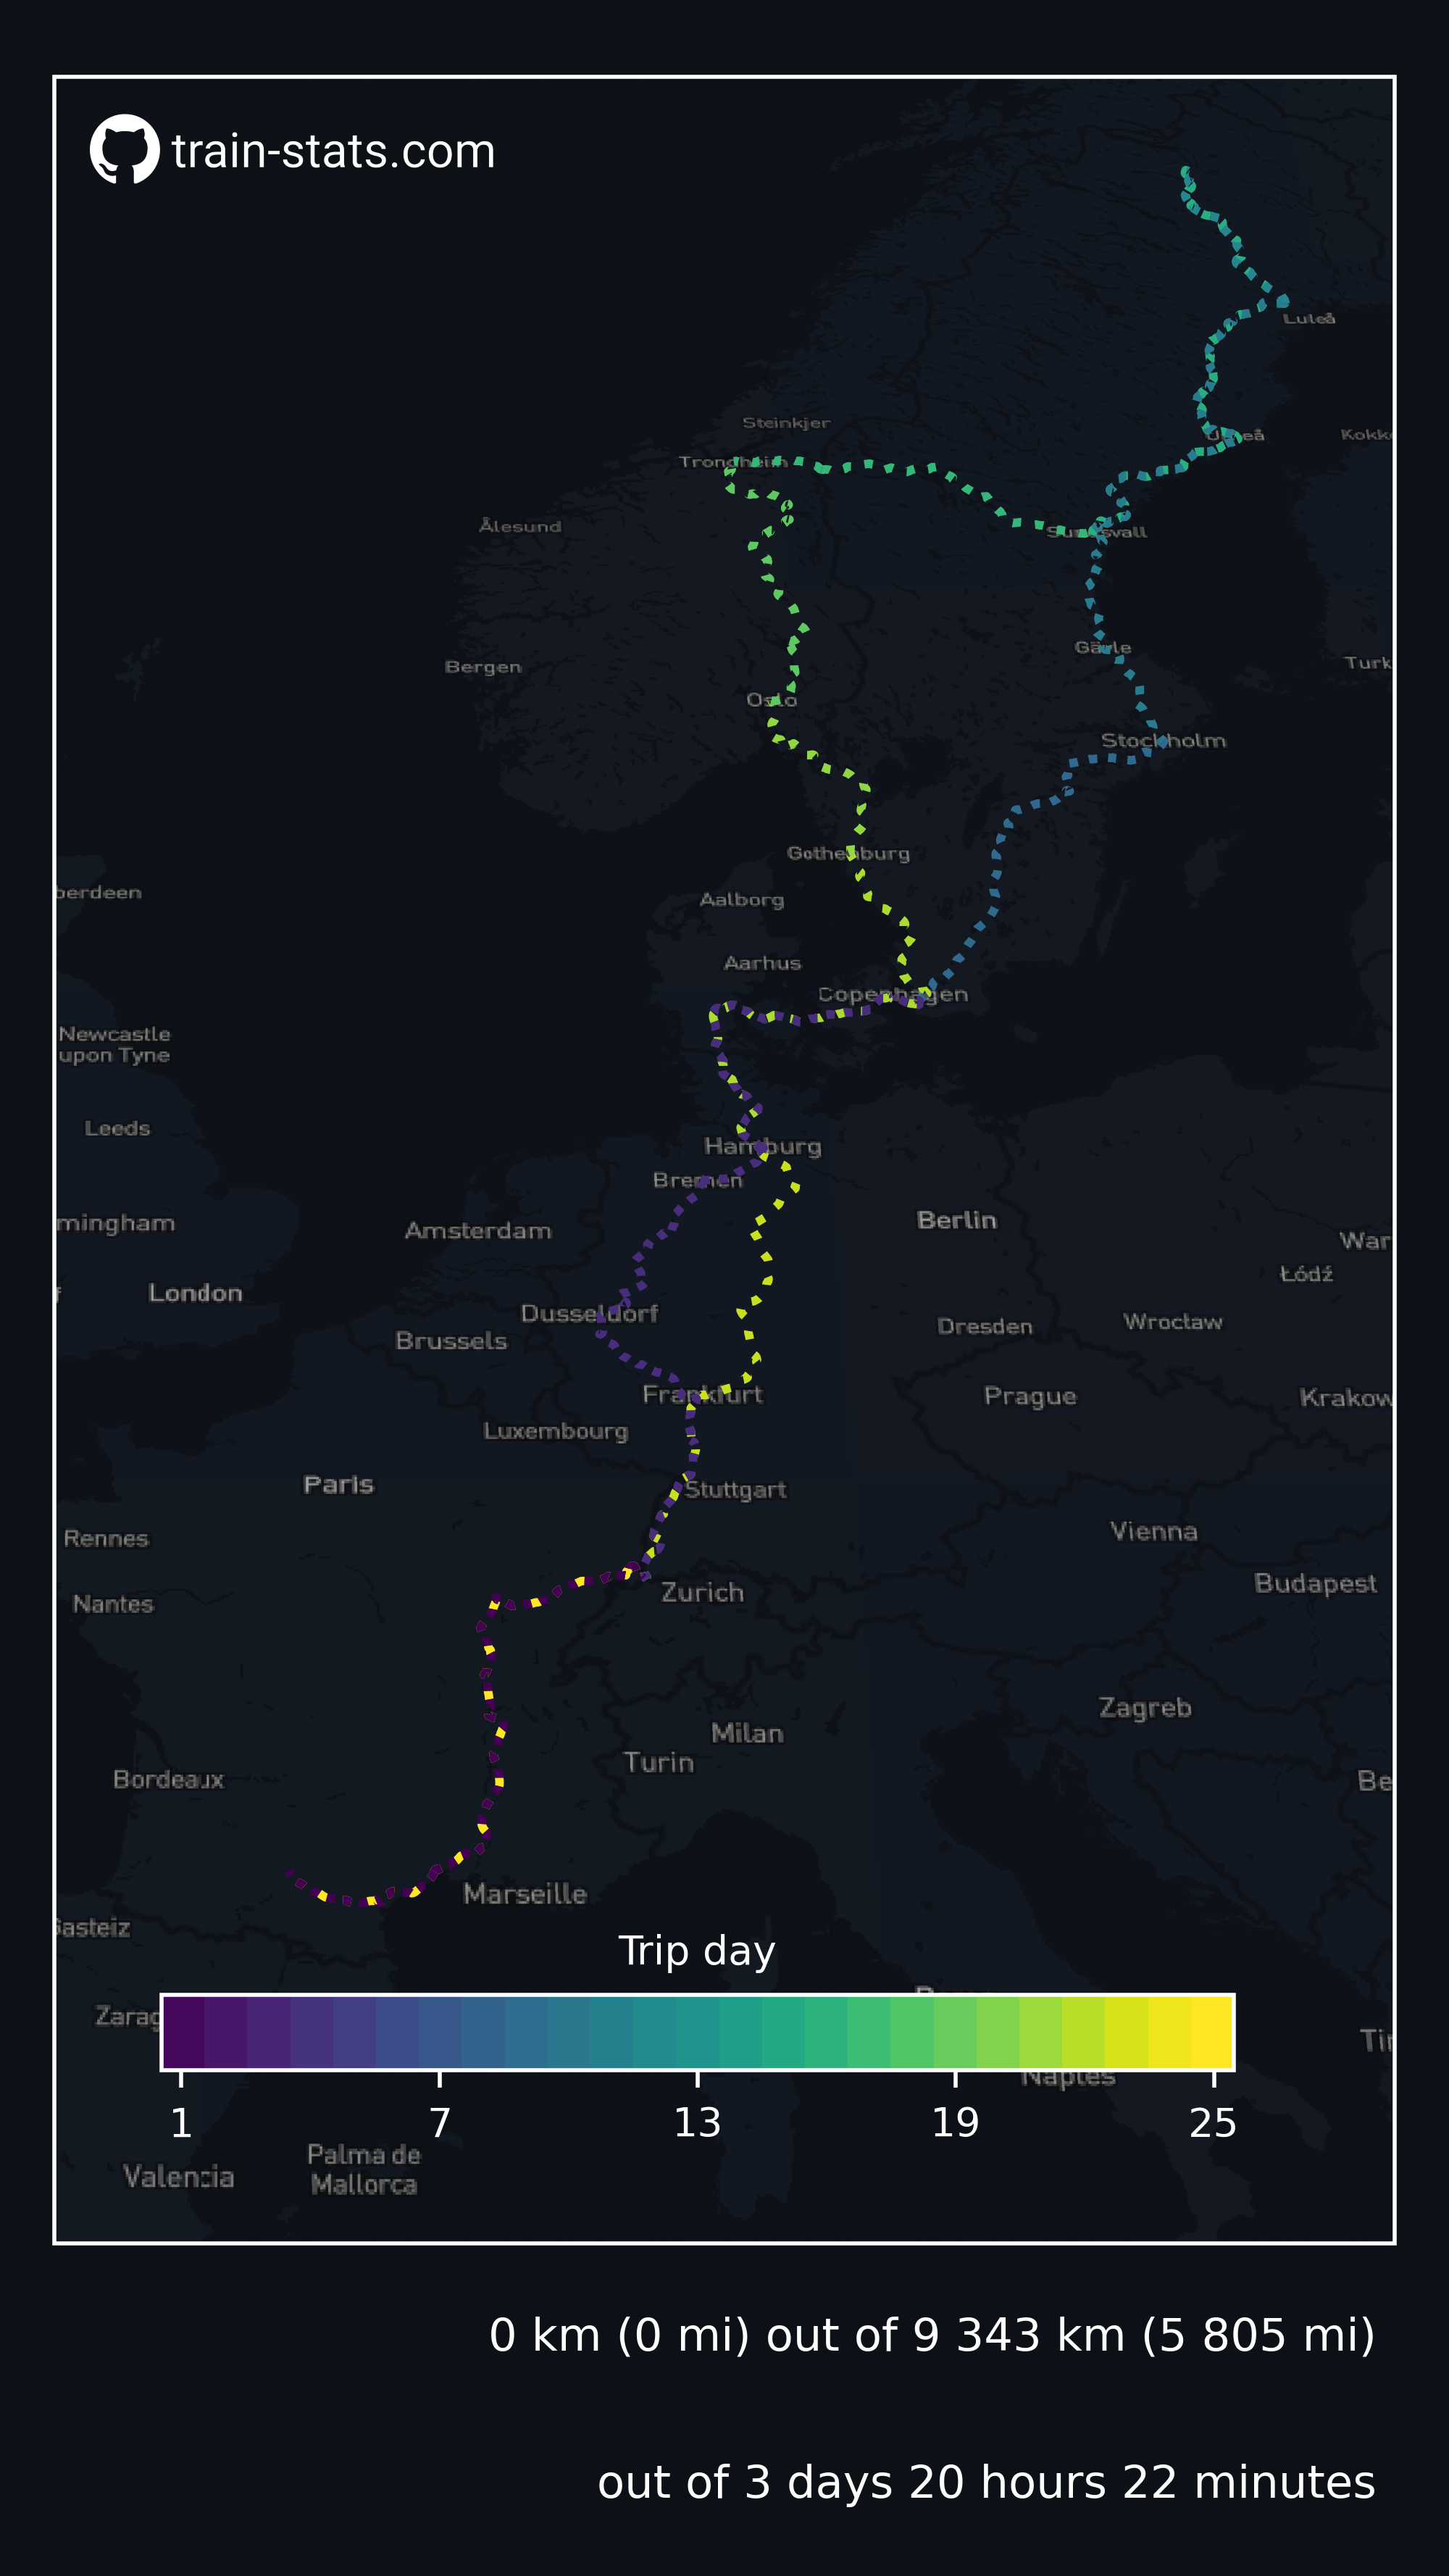 train-stats.com
Luleå
Steinkjer
Trondheim
Ålesund
Sundsvall
Gävle
Bergen
Oslo
Stockholm
Gothenburg
Aalborg
berdeen
Aarhus
Copenhagen
Newcastle
upon Tyne
Leeds
Hamburg
Bremen
mingham
Amsterdam
Berlin
War
Łódź
London
Dusseldorf
Brussels
Dresden
Wrocław
Frankfurt
Prague
Krakow
Luxembourg
Paris
Stuttgart
Rennes
Vienna
Nantes
Zurich
Budapest
Zagreb
Milan
Turin
Bordeaux
Be
Marseille
Gasteiz
Trip day
Zarag
Tir
Naples
1 7 13 19 25
Palma de
Mallorca
Valencia
Kokk
Turk
0 km (0 mi) out of 9 343 km (5 805 mi)
out of 3 days 20 hours 22 minutes